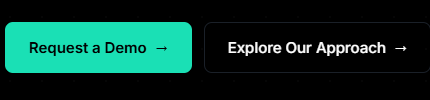 Request a Demo → Explore Our Approach →